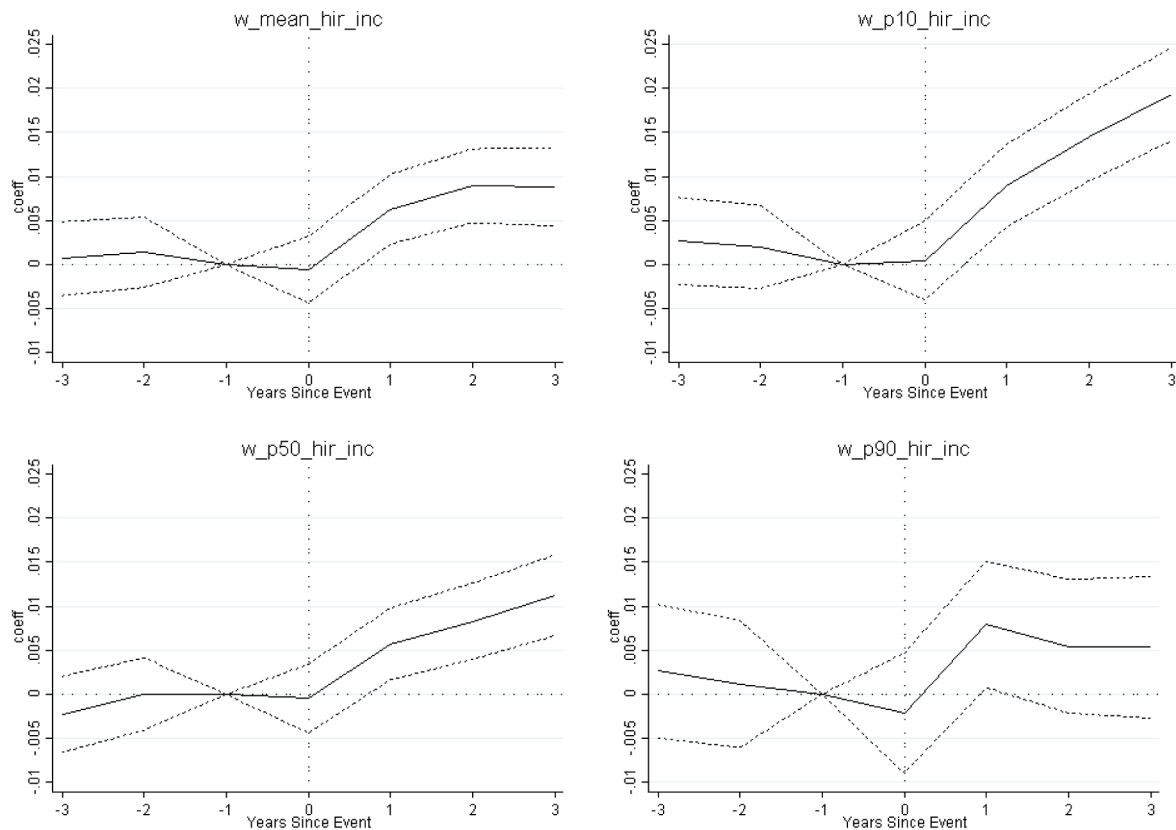 w_mean_hir_inc
.025
.02
.015
.01
.005
0
-.005
-.01
coeff
-3 -2 -1 0 1 2 3
Years Since Event
w_p10_hir_inc
.025
.02
.015
.01
.005
0
-.005
-.01
coeff
-3 -2 -1 0 1 2 3
Years Since Event
w_p50_hir_inc
.025
.02
.015
.01
.005
0
-.005
-.01
coeff
-3 -2 -1 0 1 2 3
Years Since Event
w_p90_hir_inc
.025
.02
.015
.01
.005
0
-.005
-.01
coeff
-3 -2 -1 0 1 2 3
Years Since Event